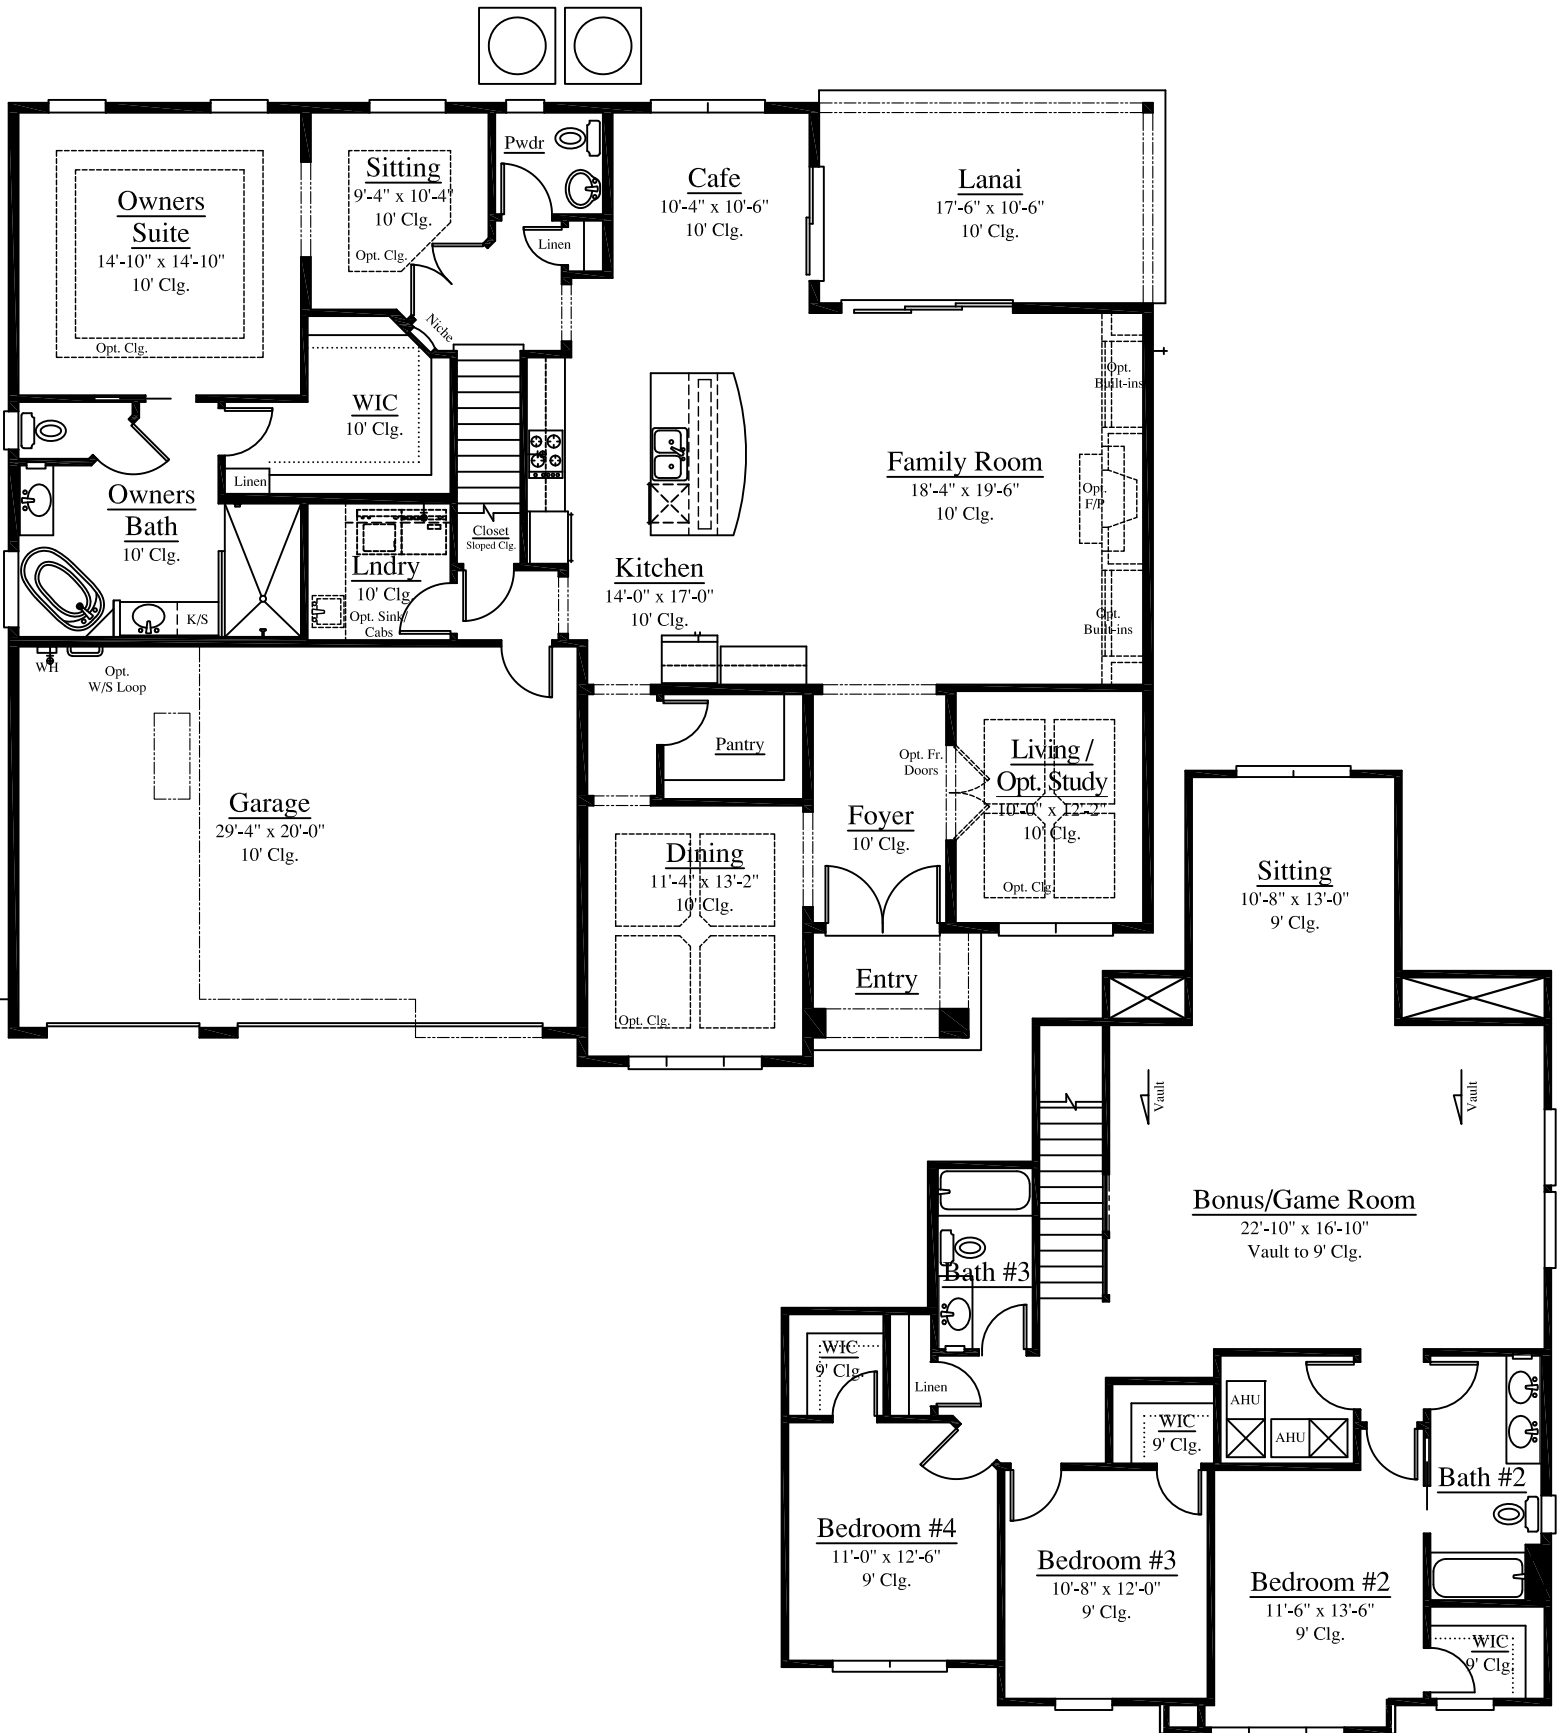 Owners
Suite
14'-10" x 14'-10"
10' Clg.
Opt. Clg.
Sitting
9'-4" x 10'-4"
10' Clg.
Opt. Clg.
Pwdr
Linen
Niche
Cafe
10'-4" x 10'-6"
10' Clg.
Lanai
17'-6" x 10'-6"
10' Clg.
WIC
10' Clg.
Linen
Owners
Bath
10' Clg.
K/S
Closet
Sloped Clg.
Lndry
10' Clg.
Opt. Sink/
Cabs
Kitchen
14'-0" x 17'-0"
10' Clg.
Family Room
18'-4" x 19'-6"
10' Clg.
Opt.
Built-ins
Opt.
F/P
Opt.
Built-ins
WH
Opt.
W/S Loop
Garage
29'-4" x 20'-0"
10' Clg.
Pantry
Dining
11'-4" x 13'-2"
10' Clg.
Opt. Clg.
Foyer
10' Clg.
Opt. Fr.
Doors
Living /
Opt. Study
10'-0" x 12'-2"
10' Clg.
Opt. Clg.
Entry
Sitting
10'-8" x 13'-0"
9' Clg.
Vault
Vault
Bonus/Game Room
22'-10" x 16'-10"
Vault to 9' Clg.
Bath #3
WIC
9' Clg.
Linen
WIC
9' Clg.
AHU
AHU
Bath #2
Bedroom #4
11'-0" x 12'-6"
9' Clg.
Bedroom #3
10'-8" x 12'-0"
9' Clg.
Bedroom #2
11'-6" x 13'-6"
9' Clg.
WIC
9' Clg.